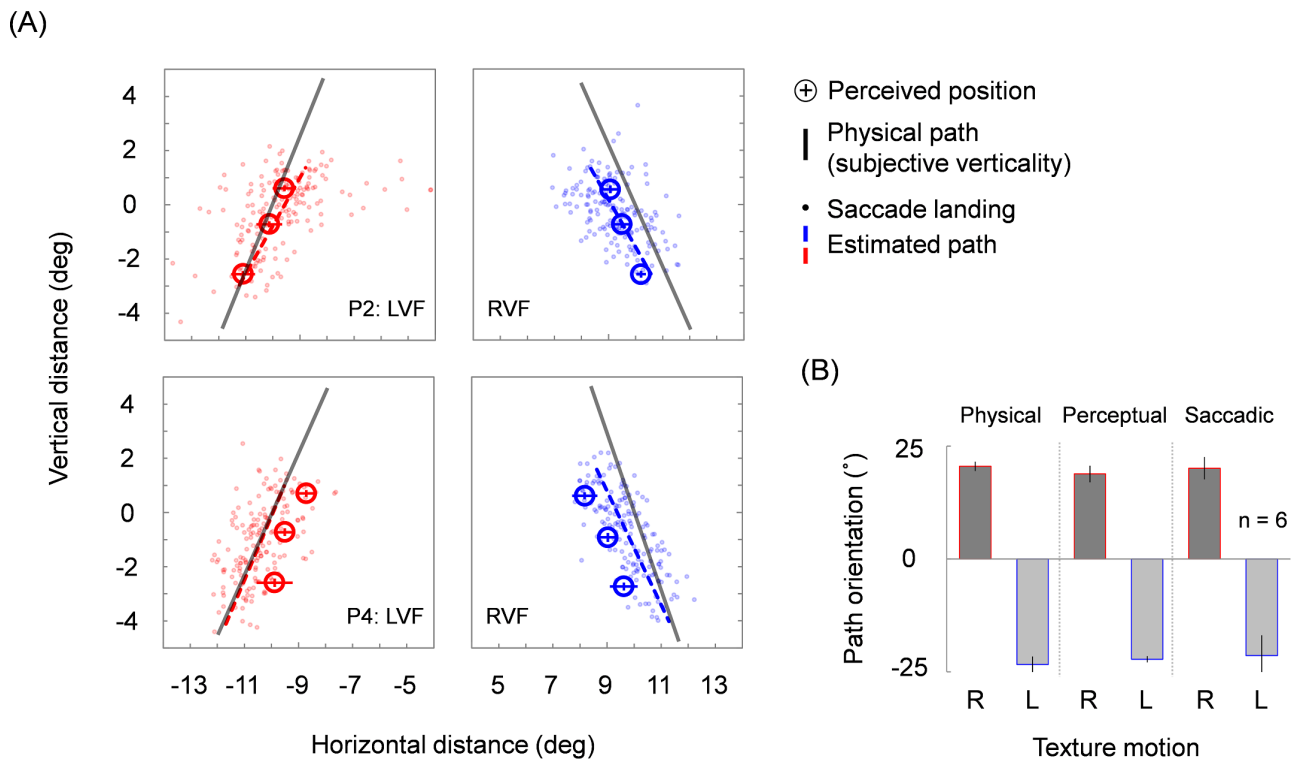 (A)
Vertical distance (deg)
4
2
0
-2
-4
P2: LVF
RVF
4
2
0
-2
-4
P4: LVF
RVF
-13 -11 -9 -7 -5
5 7 9 11 13
Horizontal distance (deg)
Perceived position
Physical path
(subjective verticality)
Saccade landing
Estimated path
(B)
Physical Perceptual Saccadic
Path orientation (°)
25
0
-25
n = 6
R L R L R L
Texture motion